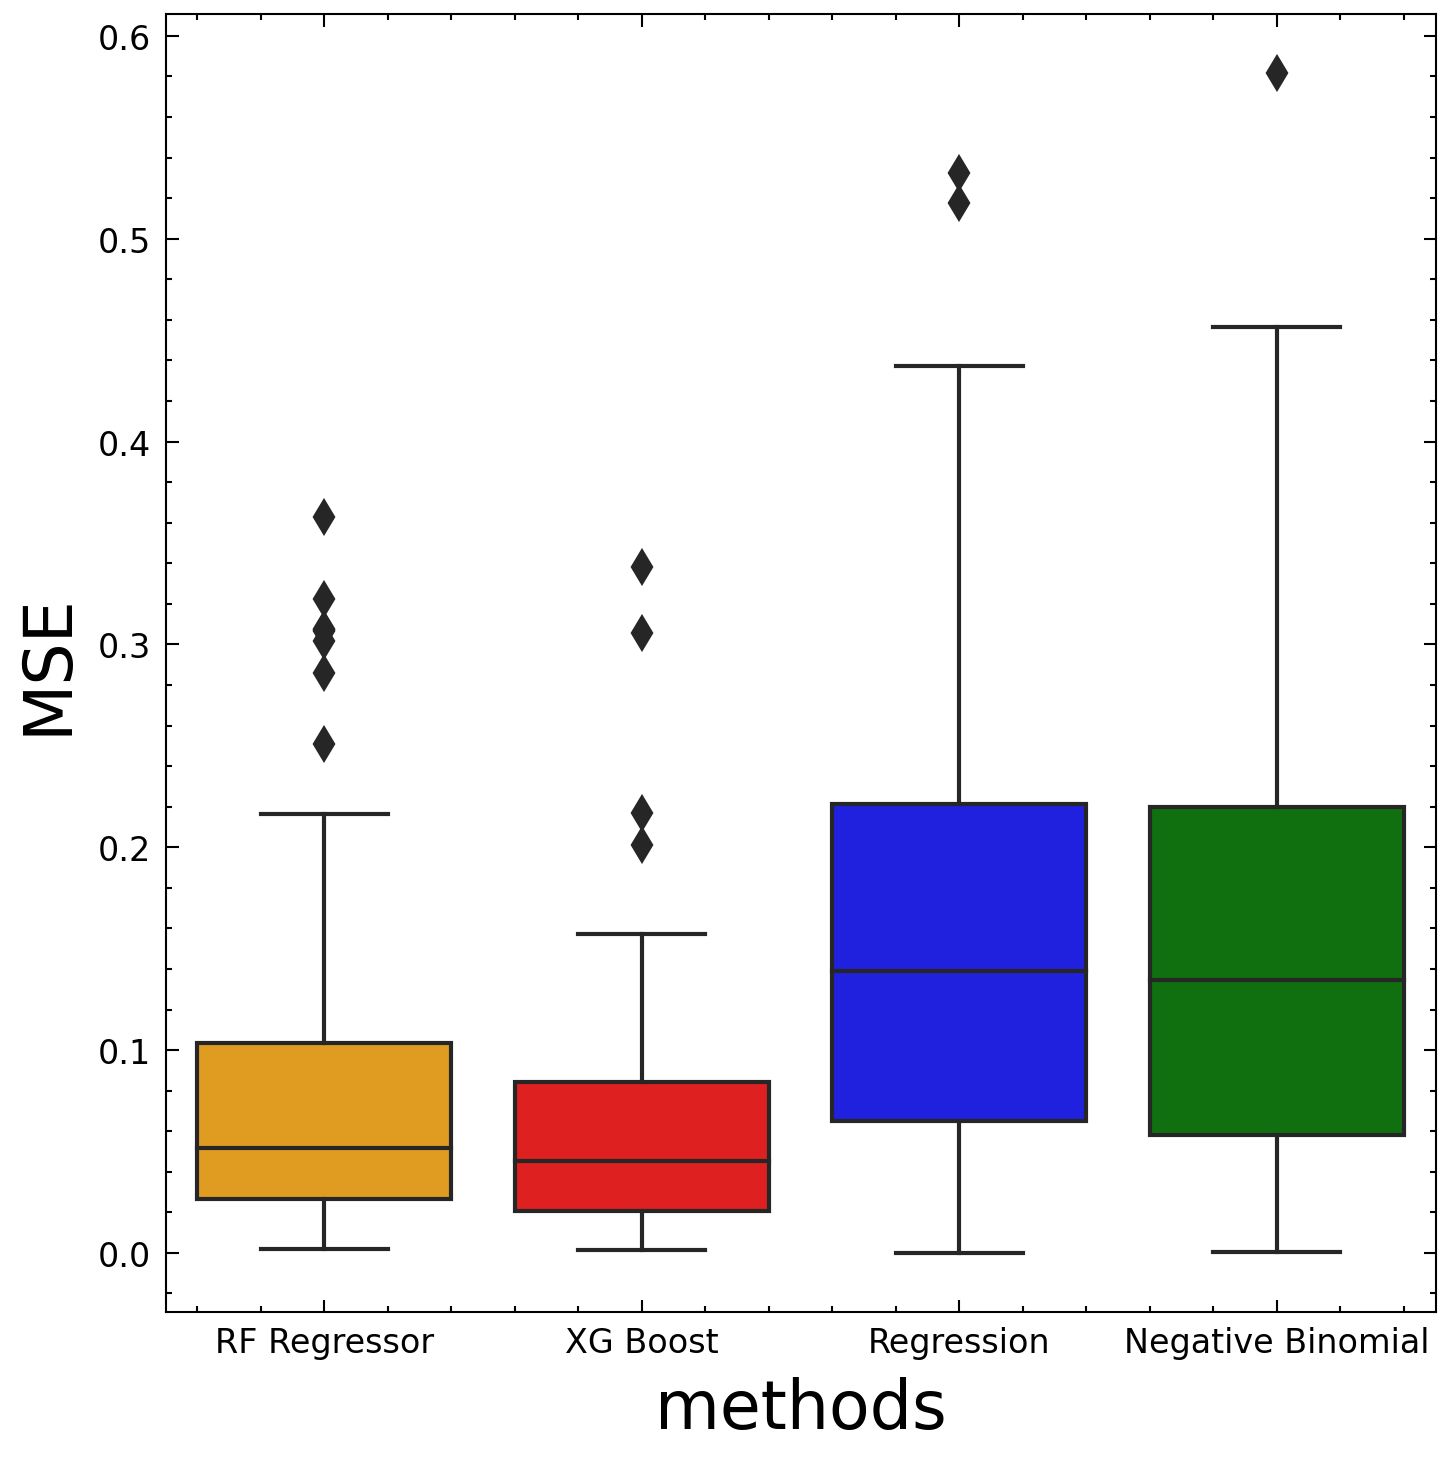 0.6
0.5
0.4
0.3
0.2
0.1
0.0
MSE
RF Regressor
XG Boost
Regression
Negative Binomial
methods